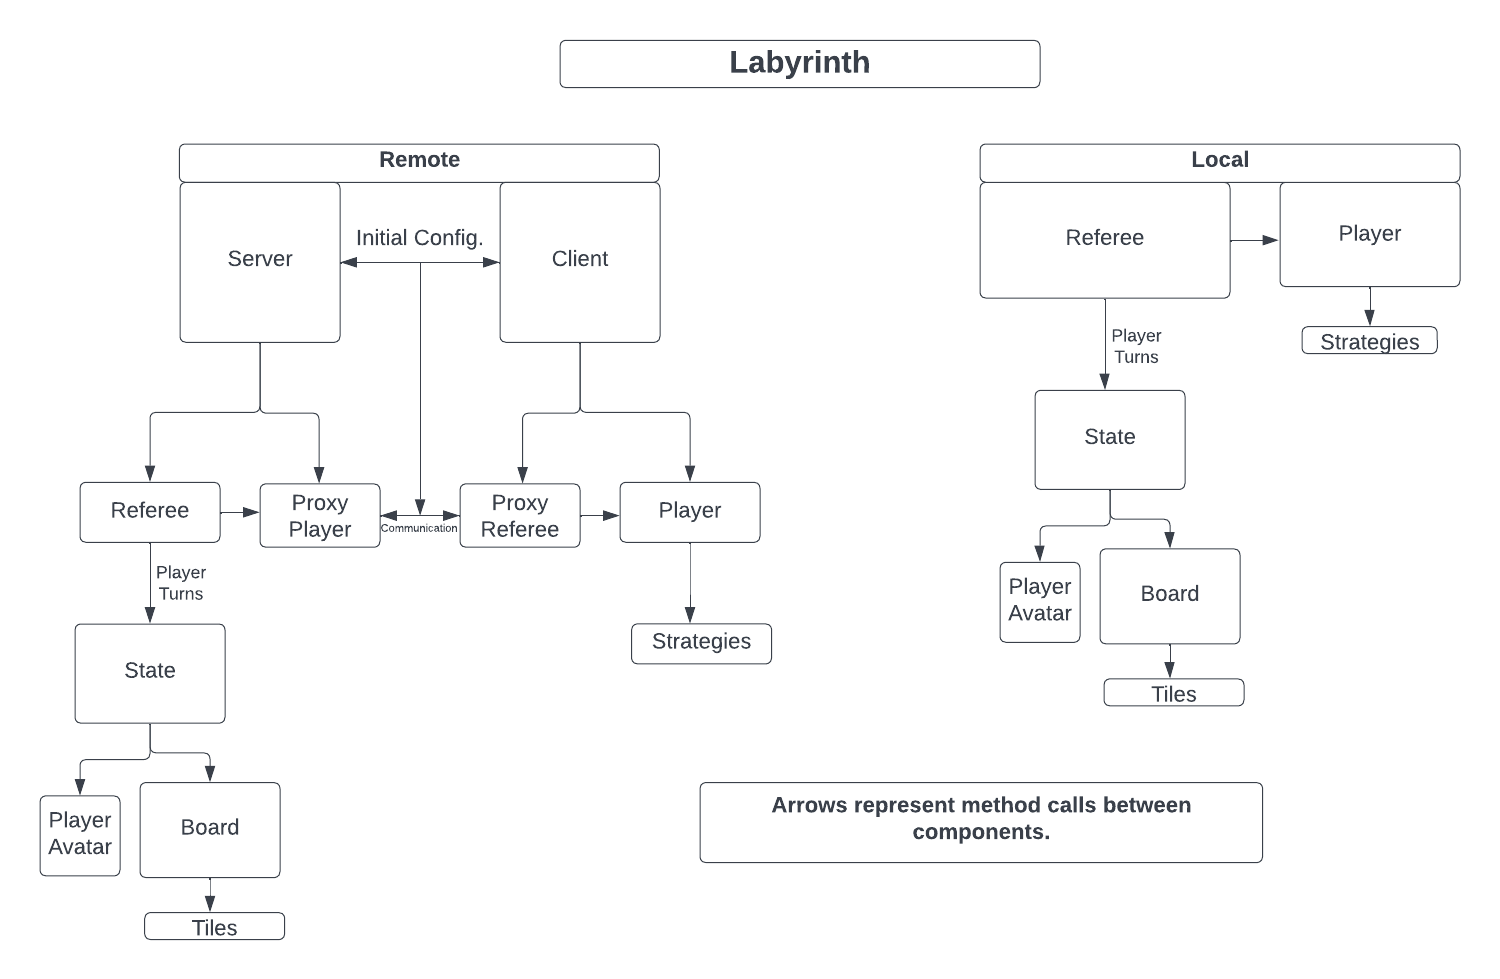 Labyrinth
Remote
Server
Initial Config.
Client
Referee
Proxy
Player
Communication
Proxy
Referee
Player
Player
Turns
State
Strategies
Player
Avatar
Board
Tiles
Local
Referee
Player
Strategies
Player
Turns
State
Player
Avatar
Board
Tiles
Arrows represent method calls between
components.